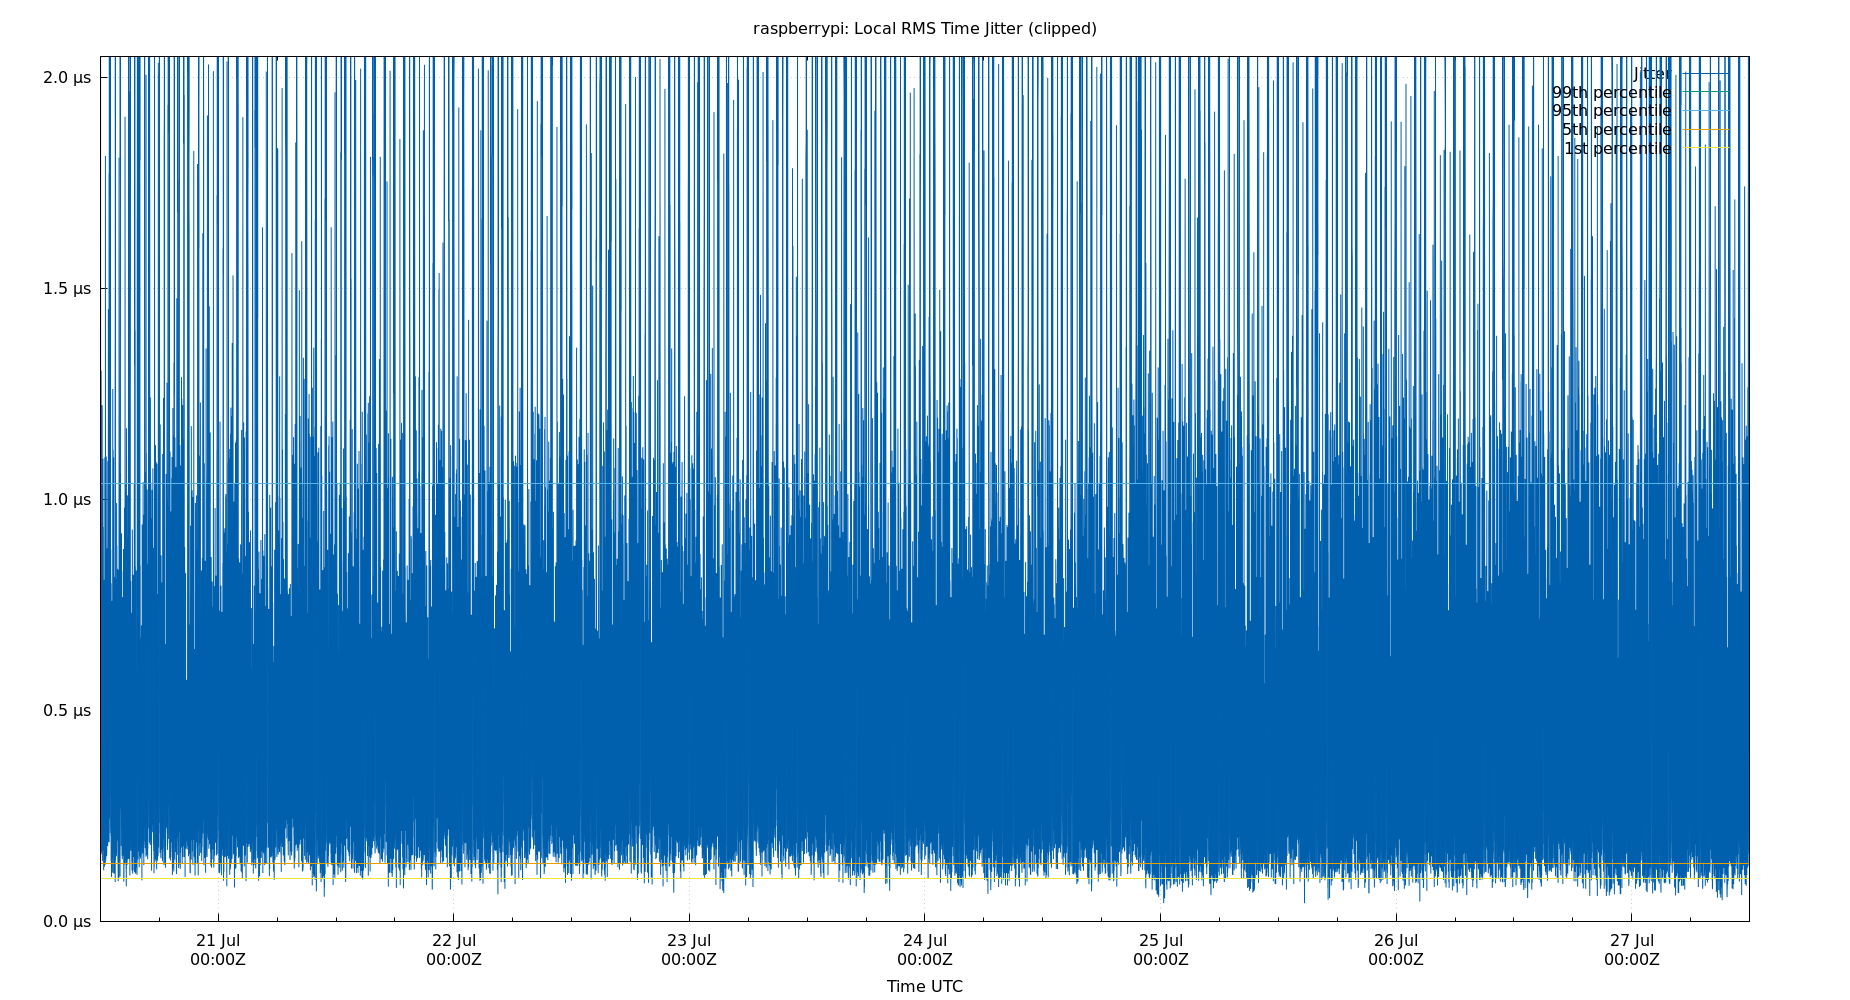 raspberrypi: Local RMS Time Jitter (clipped)
2.0 μs
1.5 μs
1.0 μs
0.5 μs
0.0 μs
Jitter
99th percentile
95th percentile
5th percentile
1st percentile
21 Jul 22 Jul 23 Jul 24 Jul 25 Jul 26 Jul 27 Jul
00:00Z 00:00Z 00:00Z 00:00Z 00:00Z 00:00Z 00:00Z
Time UTC